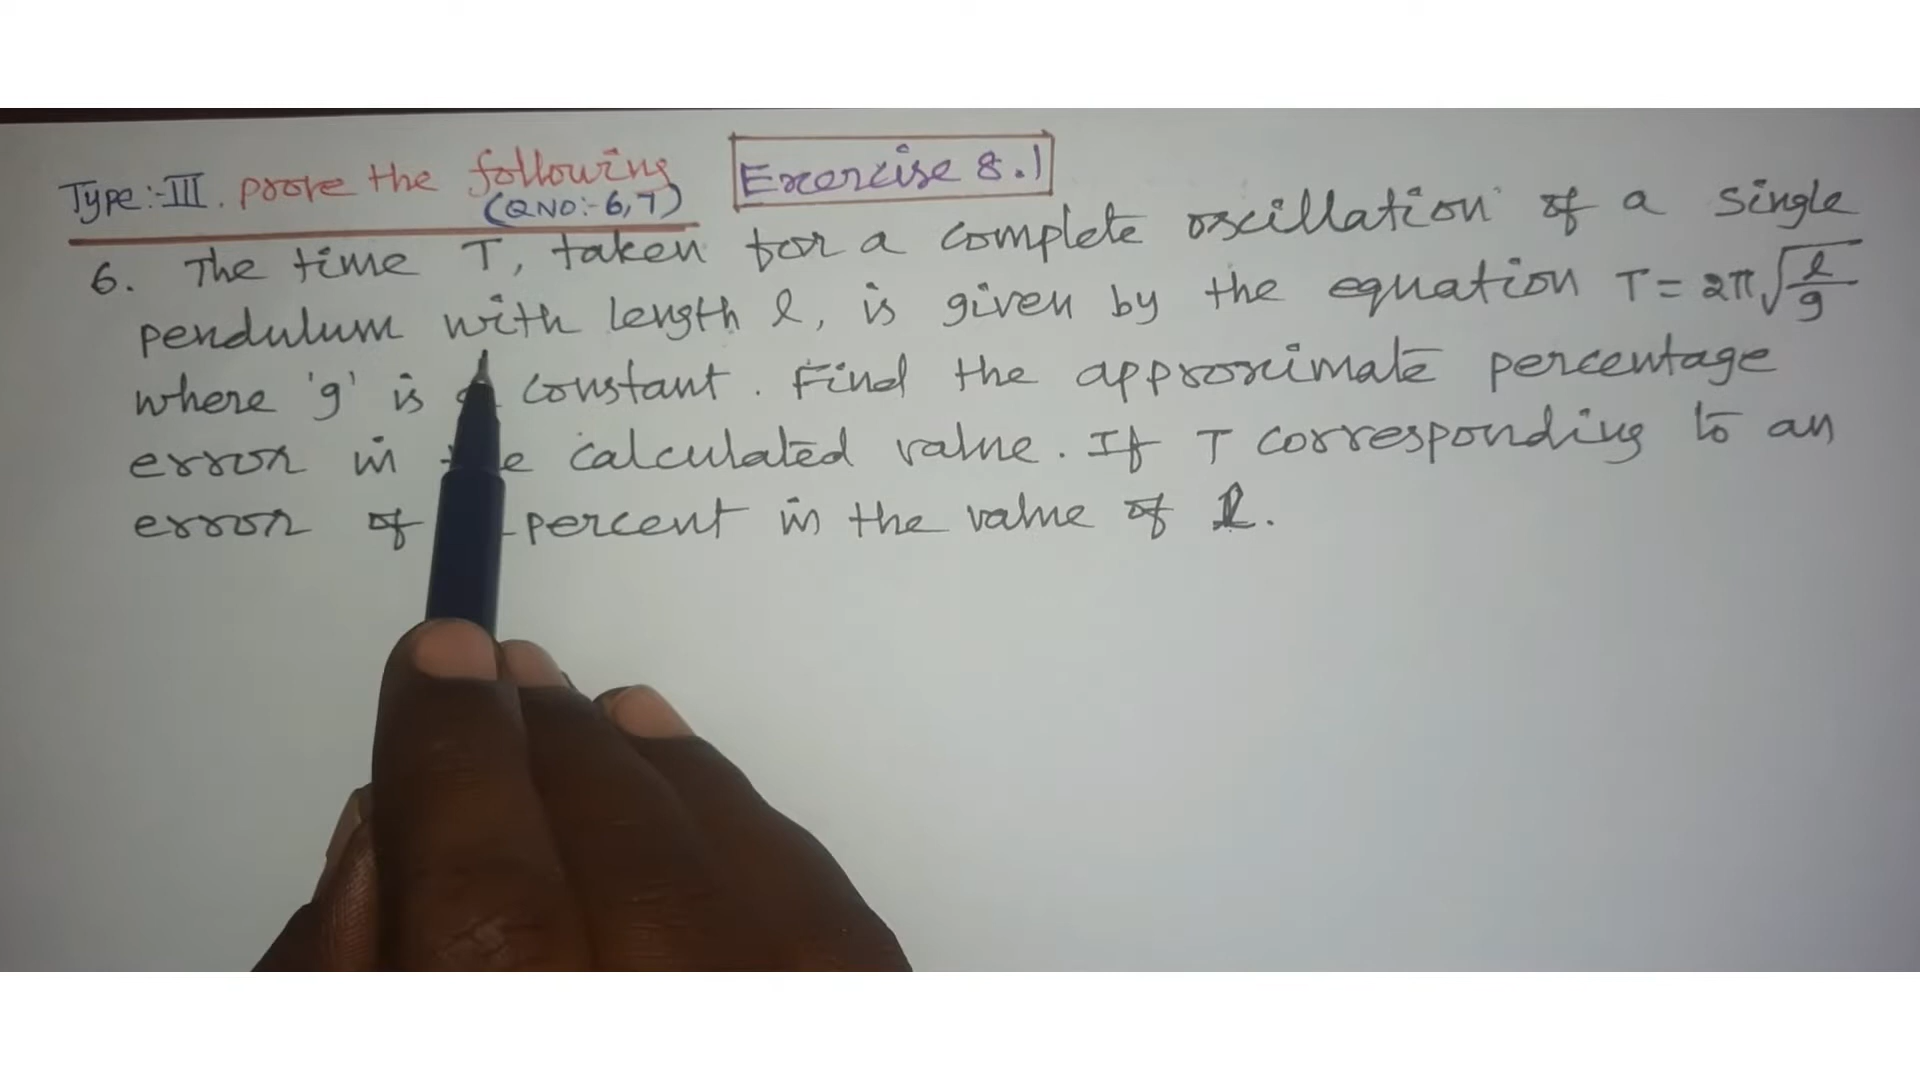 Type:-III. prove the following
(QNO:-6,7)
Exercise 8.1
6. The time T, taken for a complete oscillation of a single
pendulum with length l, is given by the equation T = 2π√(l/g)
where 'g' is constant. Find the approximate percentage
error in calculated value. If T corresponding to an
error of percent in the value of l.